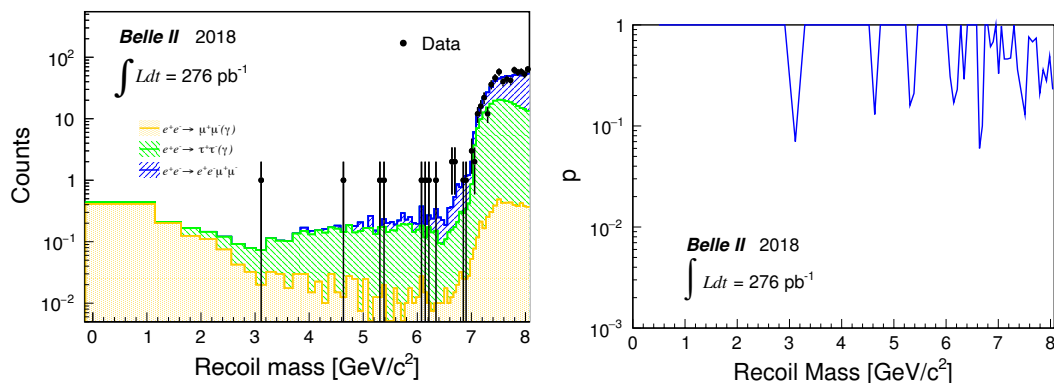 Belle II 2018
∫ Ldt = 276 pb⁻¹
Data
e⁺e⁻→ μ⁺μ⁻(γ)
e⁺e⁻→ τ⁺τ⁻(γ)
e⁺e⁻→ e⁺e⁻μ⁺μ⁻
Counts
10²
10
1
10⁻¹
10⁻²
0 1 2 3 4 5 6 7 8
Recoil mass [GeV/c²]
p
1
10⁻¹
10⁻²
10⁻³
Belle II 2018
∫ Ldt = 276 pb⁻¹
0 1 2 3 4 5 6 7 8
Recoil Mass [GeV/c²]